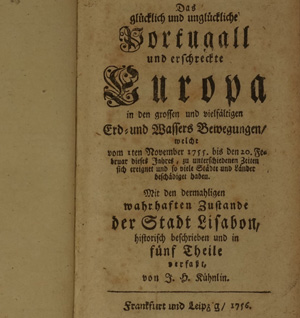 Das
glücklich und unglückliche
Portugall
und erschreckte
Europa
in den grossen und vielfältigen
Erd- und Wassers Bewegungen/
welche
vom 1ten November 1755. bis den 20. Fe-
bruar dieses Jahres, zu unterschiedenen Zeiten
sich ereignet und so viele Städte und Länder
beschädiget haben.
Mit den dermahligen
wahrhaften Zustande
der Stadt Lisabon,
historisch beschrieben und in
fünf Theile
verfaßt,
von J. H. Kühnlin.
Frankfurt und Leipzig/ 1756.